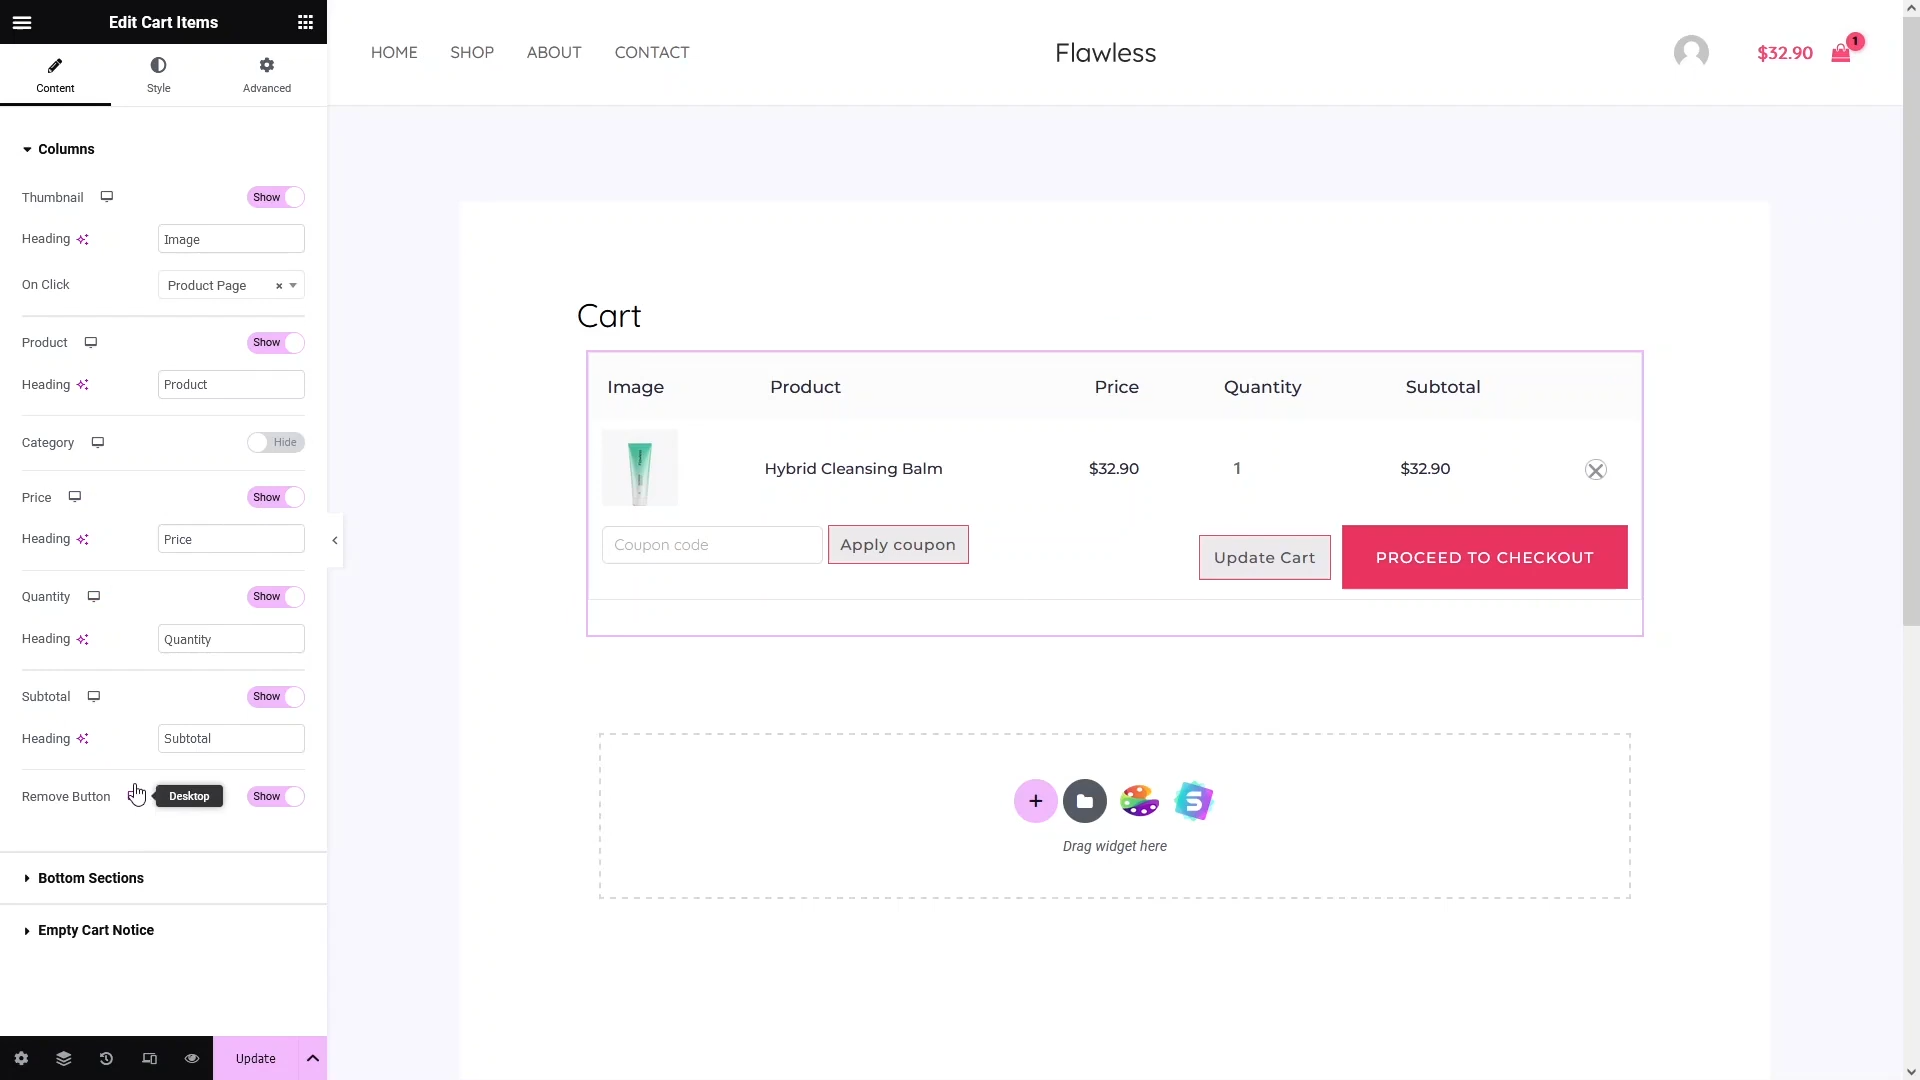 Edit Cart Items
Content Style Advanced
HOME SHOP ABOUT CONTACT
Flawless
$32.90 1
Columns
Thumbnail Show
Heading Image
On Click Product Page × 
Product Show
Heading Product
Category Hide
Price Show
Heading Price
Quantity Show
Heading Quantity
Subtotal Show
Heading Subtotal
Remove Button Desktop Show
Bottom Sections
Empty Cart Notice
Update
Cart
Image Product Price Quantity Subtotal
Hybrid Cleansing Balm $32.90 1 $32.90
Coupon code Apply coupon Update Cart PROCEED TO CHECKOUT
Drag widget here